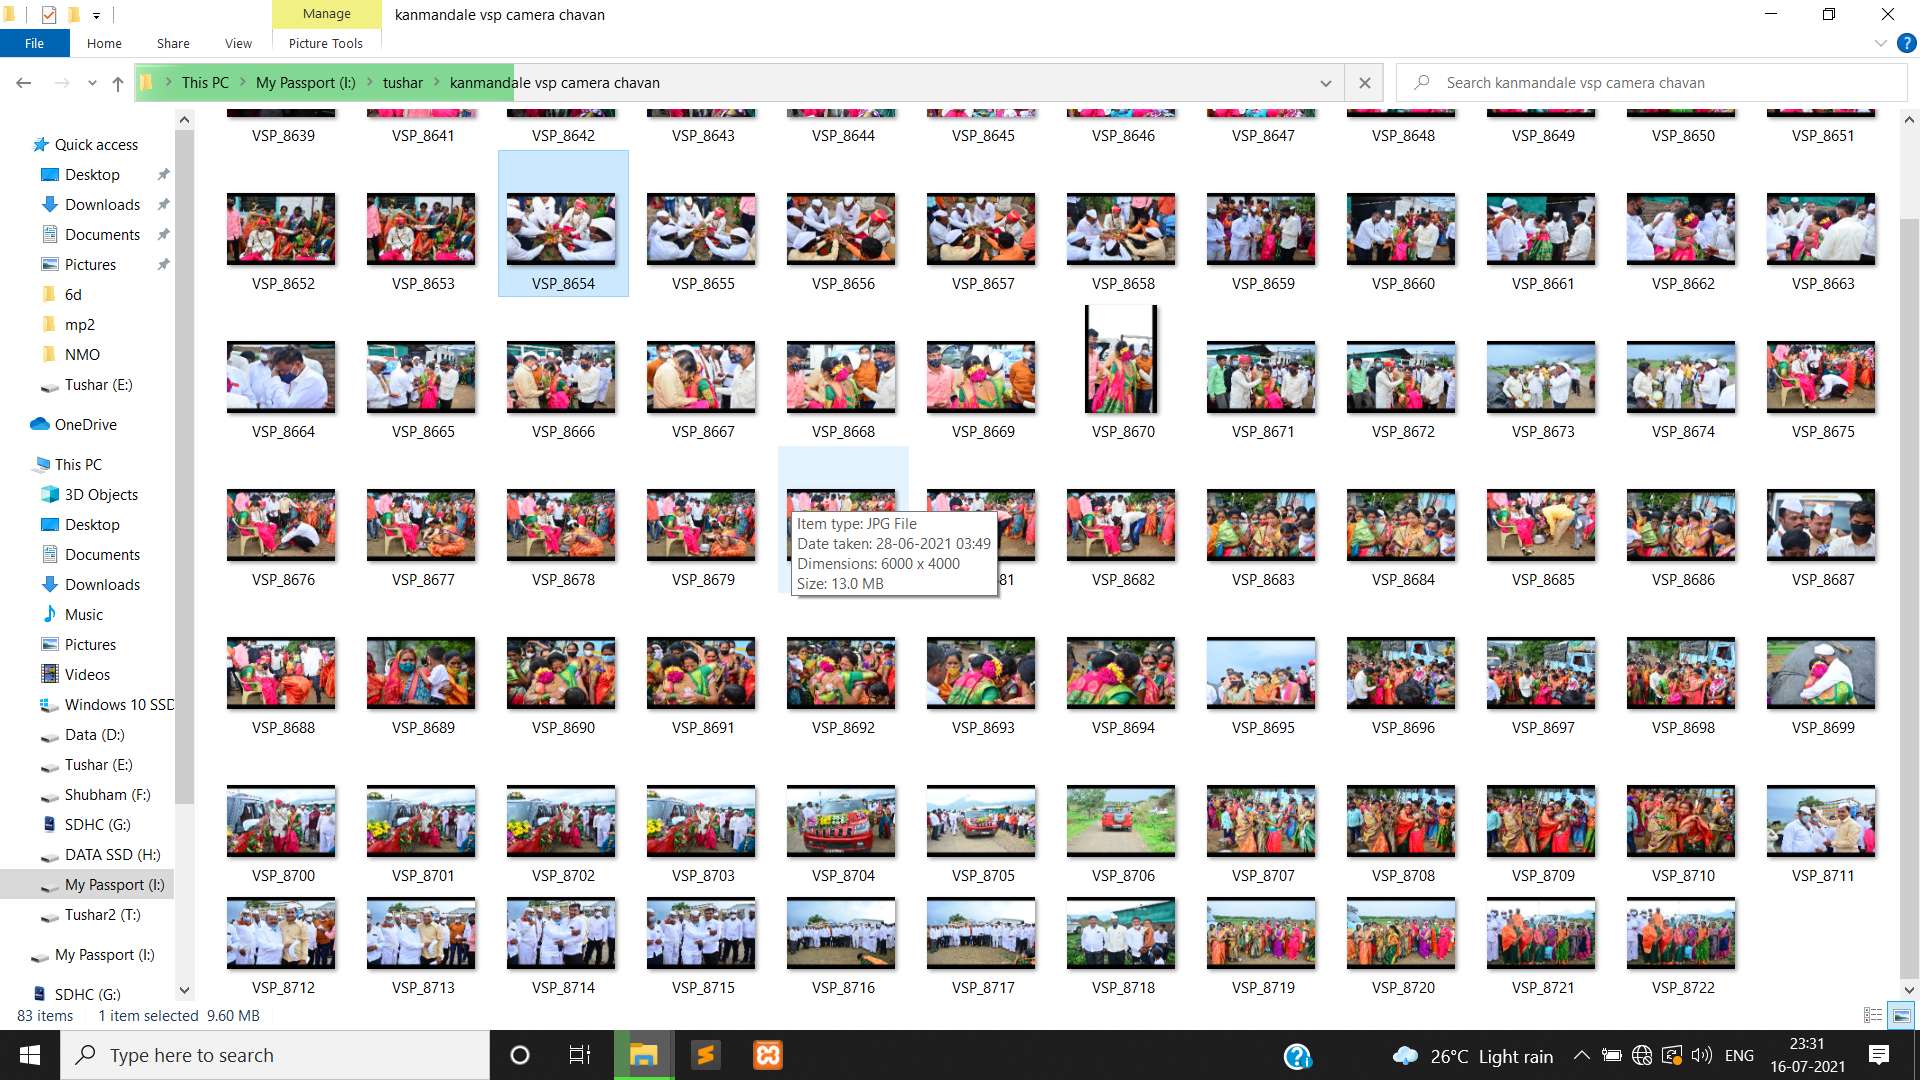 Manage
kanmandale vsp camera chavan
File
Home
Share
View
Picture Tools
This PC
My Passport (I:)
tushar
kanmandale vsp camera chavan
Search kanmandale vsp camera chavan
Quick access
Desktop
Downloads
Documents
Pictures
6d
mp2
NMO
Tushar (E:)
OneDrive
This PC
3D Objects
Desktop
Documents
Downloads
Music
Pictures
Videos
Windows 10 SSD
Data (D:)
Tushar (E:)
Shubham (F:)
SDHC (G:)
DATA SSD (H:)
My Passport (I:)
Tushar2 (T:)
My Passport (I:)
SDHC (G:)
VSP_8639 VSP_8641 VSP_8642 VSP_8643 VSP_8644 VSP_8645 VSP_8646 VSP_8647 VSP_8648 VSP_8649 VSP_8650 VSP_8651
VSP_8652 VSP_8653 VSP_8654 VSP_8655 VSP_8656 VSP_8657 VSP_8658 VSP_8659 VSP_8660 VSP_8661 VSP_8662 VSP_8663
VSP_8664 VSP_8665 VSP_8666 VSP_8667 VSP_8668 VSP_8669 VSP_8670 VSP_8671 VSP_8672 VSP_8673 VSP_8674 VSP_8675
Item type: JPG File
Date taken: 28-06-2021 03:49
Dimensions: 6000 x 4000
Size: 13.0 MB
VSP_8676 VSP_8677 VSP_8678 VSP_8679 81 VSP_8682 VSP_8683 VSP_8684 VSP_8685 VSP_8686 VSP_8687
VSP_8688 VSP_8689 VSP_8690 VSP_8691 VSP_8692 VSP_8693 VSP_8694 VSP_8695 VSP_8696 VSP_8697 VSP_8698 VSP_8699
VSP_8700 VSP_8701 VSP_8702 VSP_8703 VSP_8704 VSP_8705 VSP_8706 VSP_8707 VSP_8708 VSP_8709 VSP_8710 VSP_8711
VSP_8712 VSP_8713 VSP_8714 VSP_8715 VSP_8716 VSP_8717 VSP_8718 VSP_8719 VSP_8720 VSP_8721 VSP_8722
83 items 1 item selected 9.60 MB
Type here to search
26°C Light rain
ENG
23:31
16-07-2021